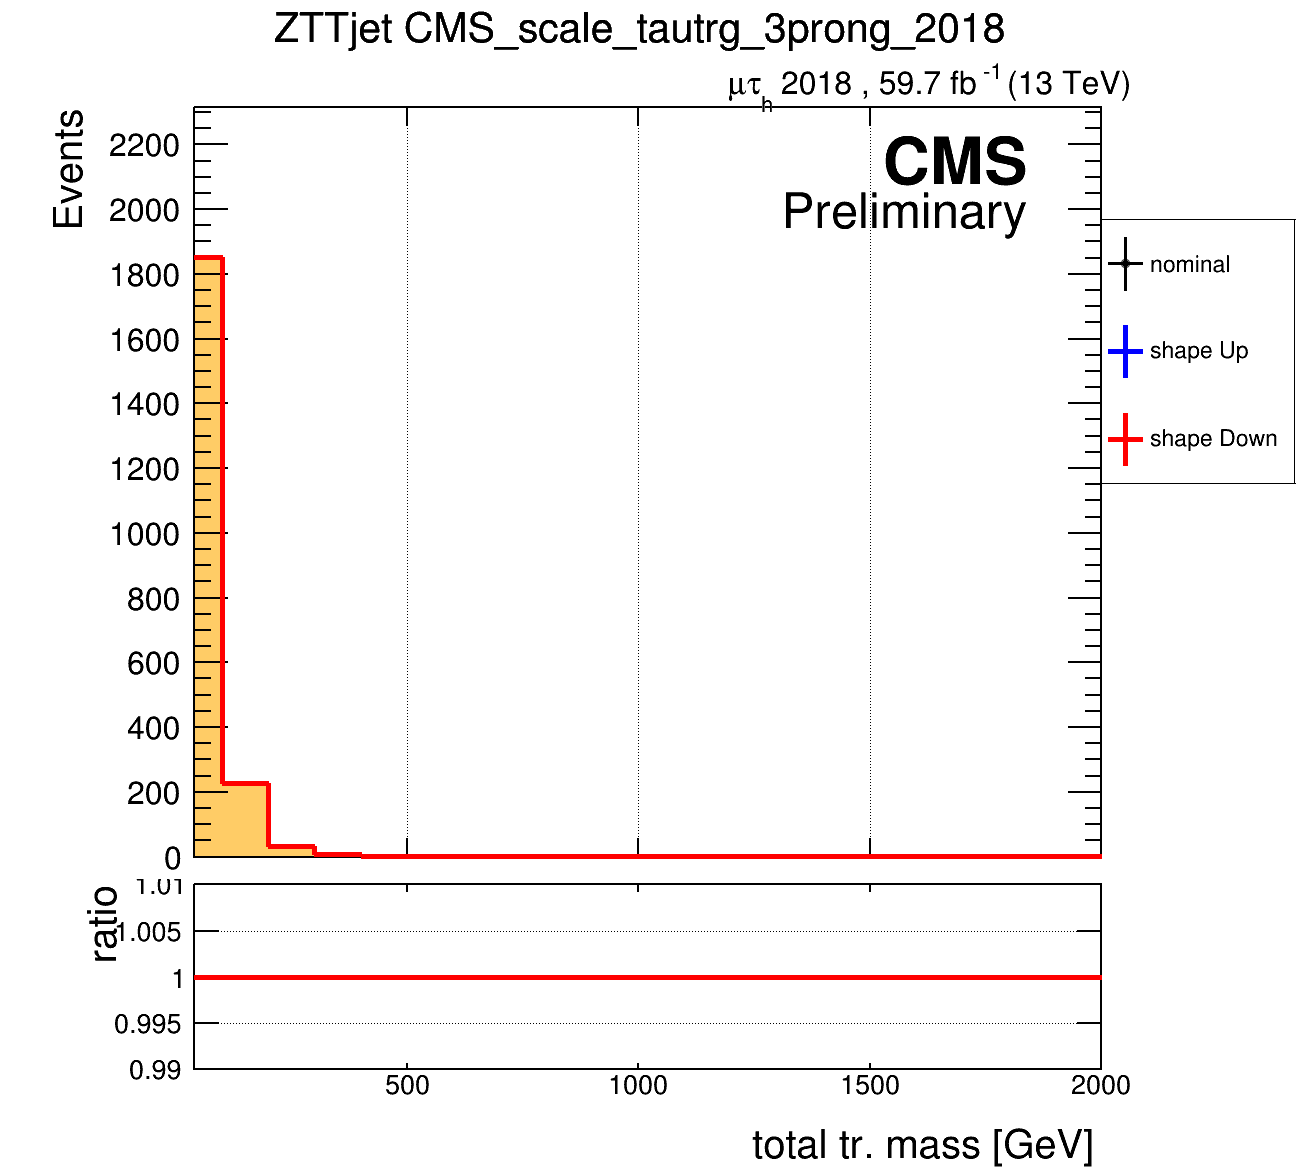 ZTTjet CMS_scale_tautrg_3prong_2018
μτh 2018 , 59.7 fb-1 (13 TeV)
CMS
Preliminary
Events
2200
2000
1800
1600
1400
1200
1000
800
600
400
200
0
nominal
shape Up
shape Down
ratio
1.01
1.005
1
0.995
0.99
500 1000 1500 2000
total tr. mass [GeV]